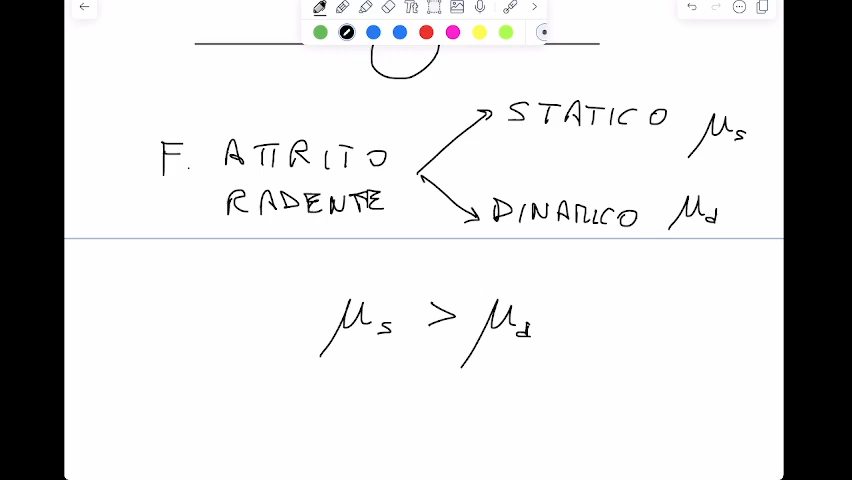 STATICO μs
F. ATTRITO
RADENTE
DINAMICO μd
μs > μd